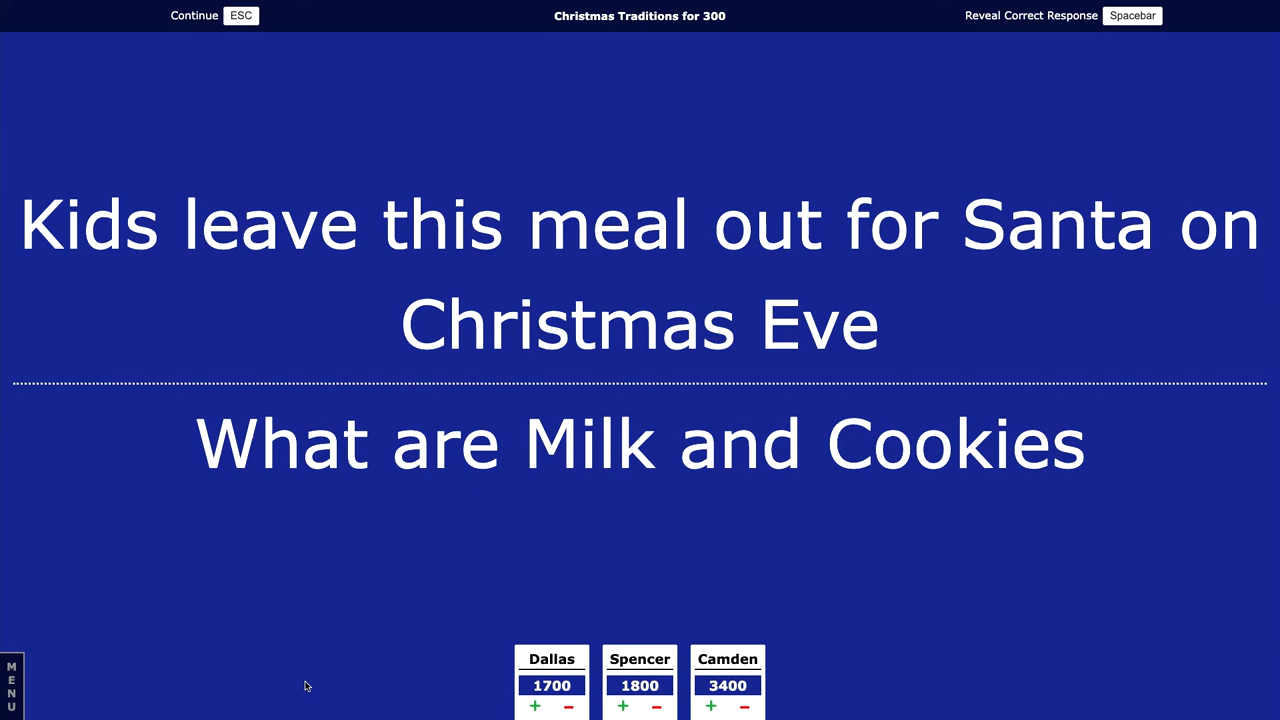 Continue ESC
Christmas Traditions for 300
Reveal Correct Response Spacebar
Kids leave this meal out for Santa on
Christmas Eve
What are Milk and Cookies
MENU
Dallas Spencer Camden
1700 1800 3400
+ − + − + −